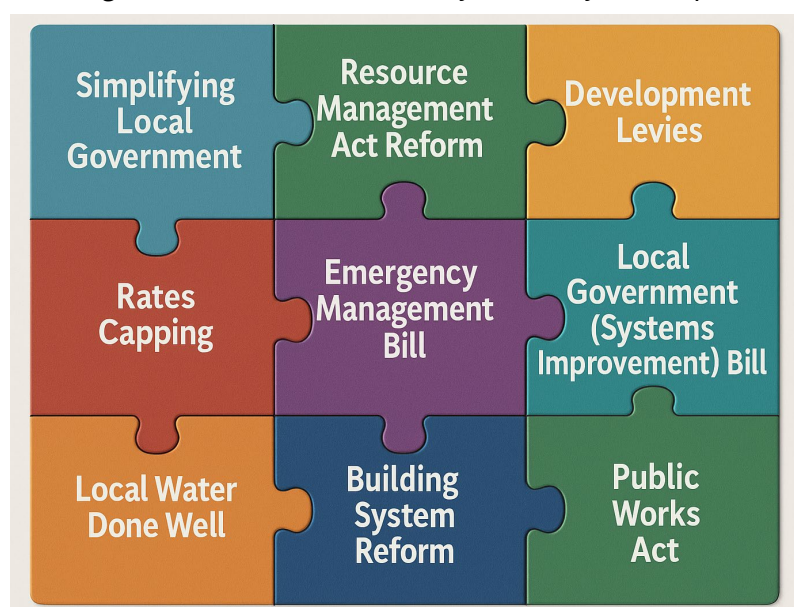 Simplifying
Local
Government
Resource
Management
Act Reform
Development
Levies
Rates
Capping
Emergency
Management
Bill
Local
Government
(Systems
Improvement) Bill
Local Water
Done Well
Building
System
Reform
Public
Works
Act